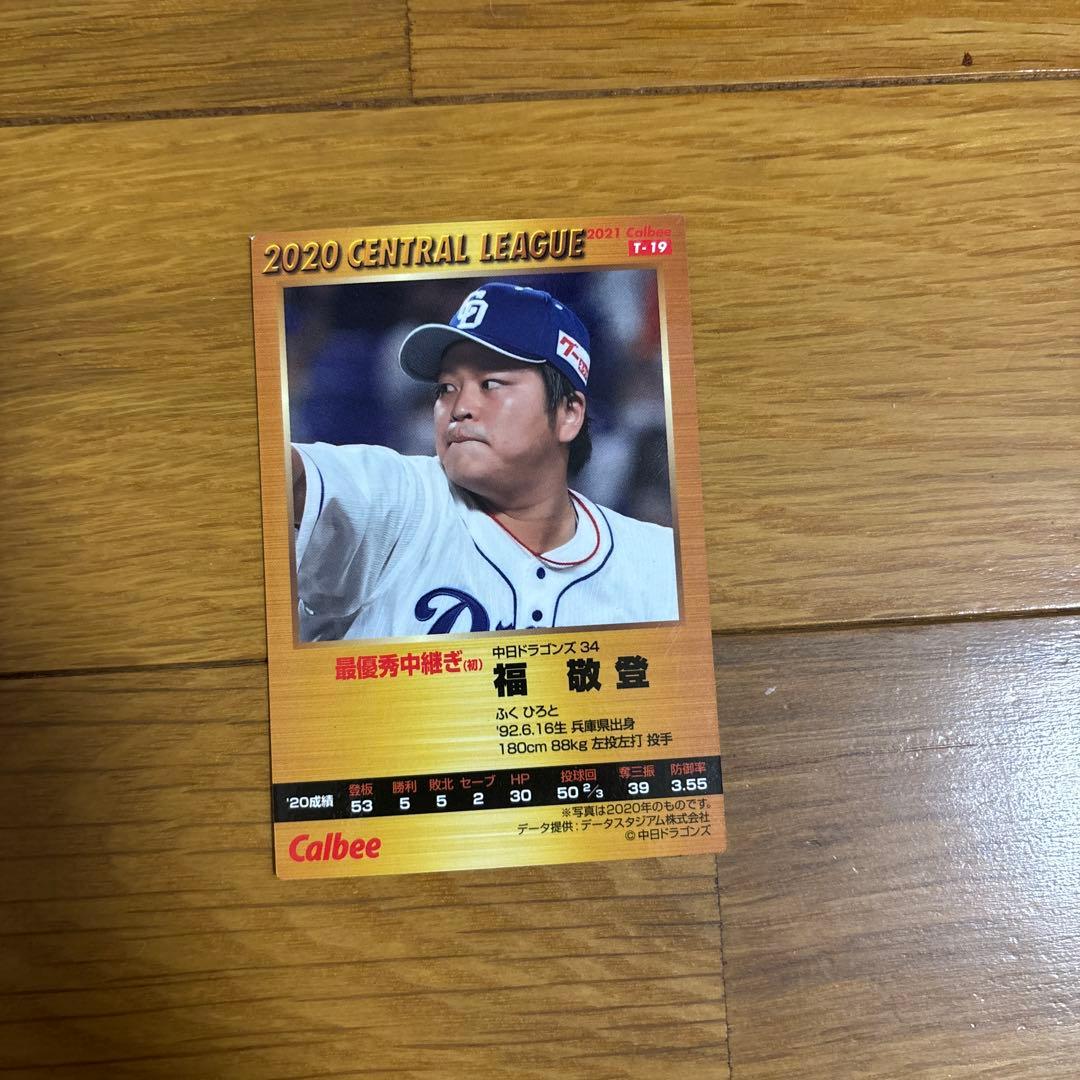 2020 CENTRAL LEAGUE
2021 Calbee
T-19
CD
グー
最優秀中継ぎ(初)
中日ドラゴンズ 34
福 敬登
ふく ひろと
'92.6.16生 兵庫県出身
180cm 88kg 左投左打 投手
登板 勝利 敗北 セーブ HP 投球回 奪三振 防御率
'20成績 53 5 5 2 30 50 2/3 39 3.55
※写真は2020年のものです。
データ提供:データスタジアム株式会社
© 中日ドラゴンズ
Calbee